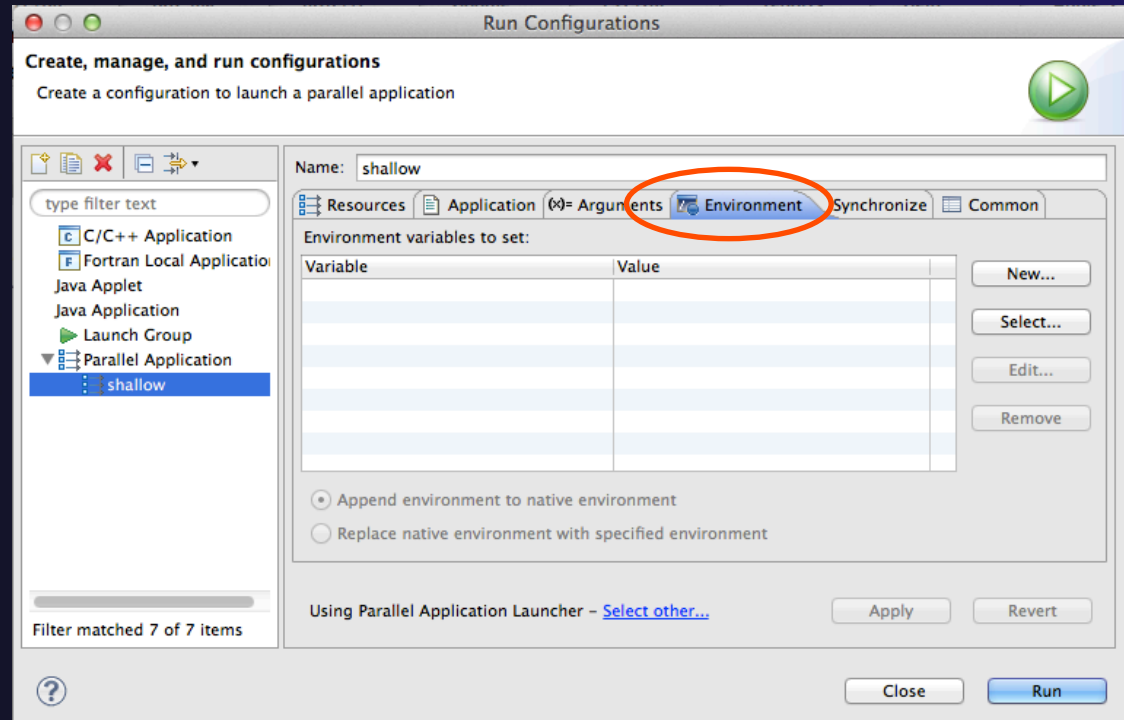 Run Configurations
Create, manage, and run configurations
Create a configuration to launch a parallel application
type filter text
C C/C++ Application
F Fortran Local Applicatio
Java Applet
Java Application
Launch Group
Parallel Application
shallow
Filter matched 7 of 7 items
Name: shallow
Resources Application (x)= Arguments Environment Synchronize Common
Environment variables to set:
Variable Value
New...
Select...
Edit...
Remove
Append environment to native environment
Replace native environment with specified environment
Using Parallel Application Launcher – Select other... Apply Revert
? Close Run